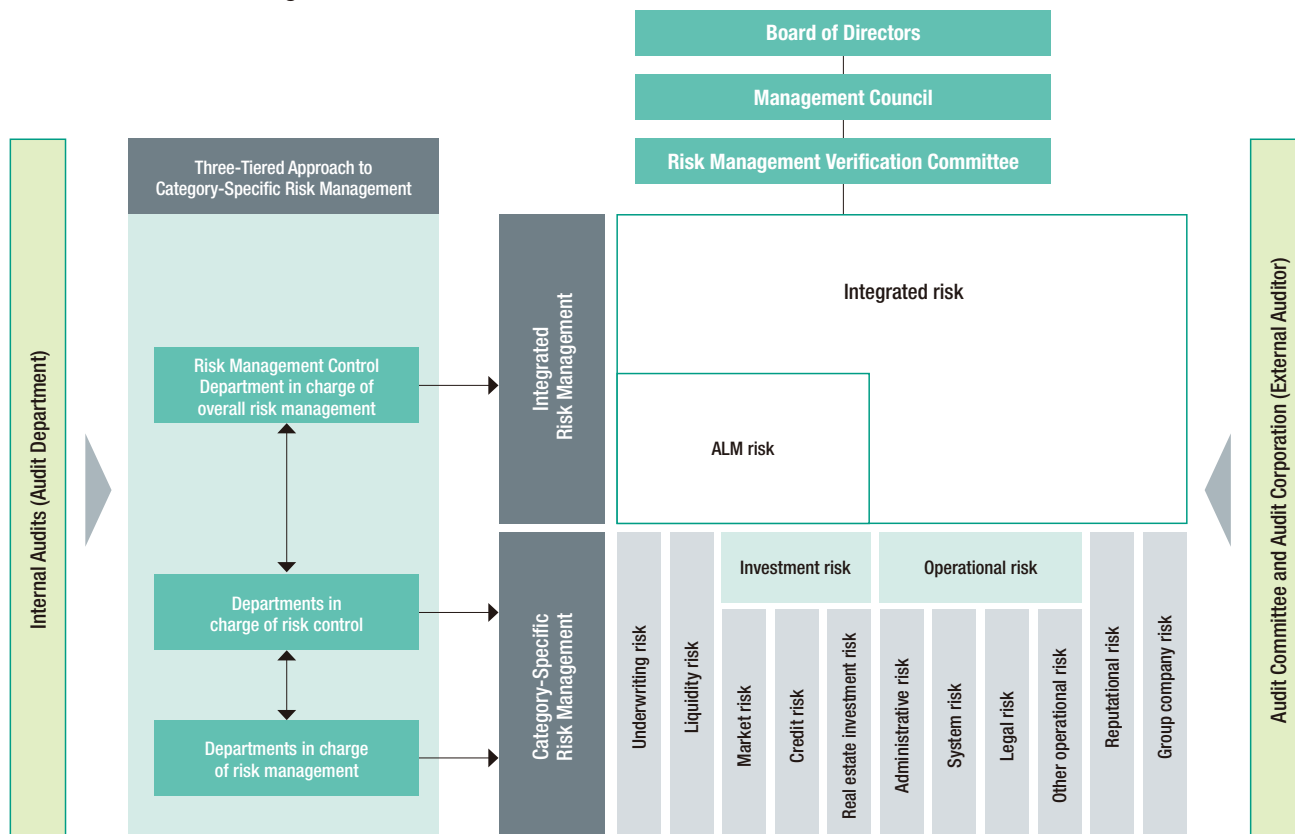 Board of Directors
Management Council
Risk Management Verification Committee
Internal Audits (Audit Department)
Three-Tiered Approach to
Category-Specific Risk Management
Risk Management Control
Department in charge of
overall risk management
Departments in
charge of risk control
Departments in charge
of risk management
Integrated
Risk Management
Category-Specific
Risk Management
Integrated risk
ALM risk
Investment risk
Operational risk
Underwriting risk
Liquidity risk
Market risk
Credit risk
Real estate investment risk
Administrative risk
System risk
Legal risk
Other operational risk
Reputational risk
Group company risk
Audit Committee and Audit Corporation (External Auditor)